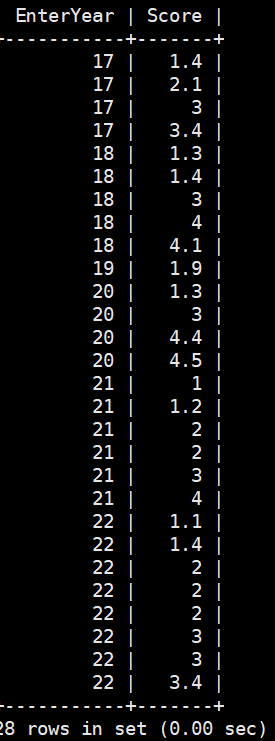 EnterYear | Score |
-----------+-------+
17 | 1.4 |
17 | 2.1 |
17 | 3 |
17 | 3.4 |
18 | 1.3 |
18 | 1.4 |
18 | 3 |
18 | 4 |
18 | 4.1 |
19 | 1.9 |
20 | 1.3 |
20 | 3 |
20 | 4.4 |
20 | 4.5 |
21 | 1 |
21 | 1.2 |
21 | 2 |
21 | 2 |
21 | 3 |
21 | 4 |
22 | 1.1 |
22 | 1.4 |
22 | 2 |
22 | 2 |
22 | 2 |
22 | 3 |
22 | 3 |
22 | 3.4 |
-----------+-------+
28 rows in set (0.00 sec)